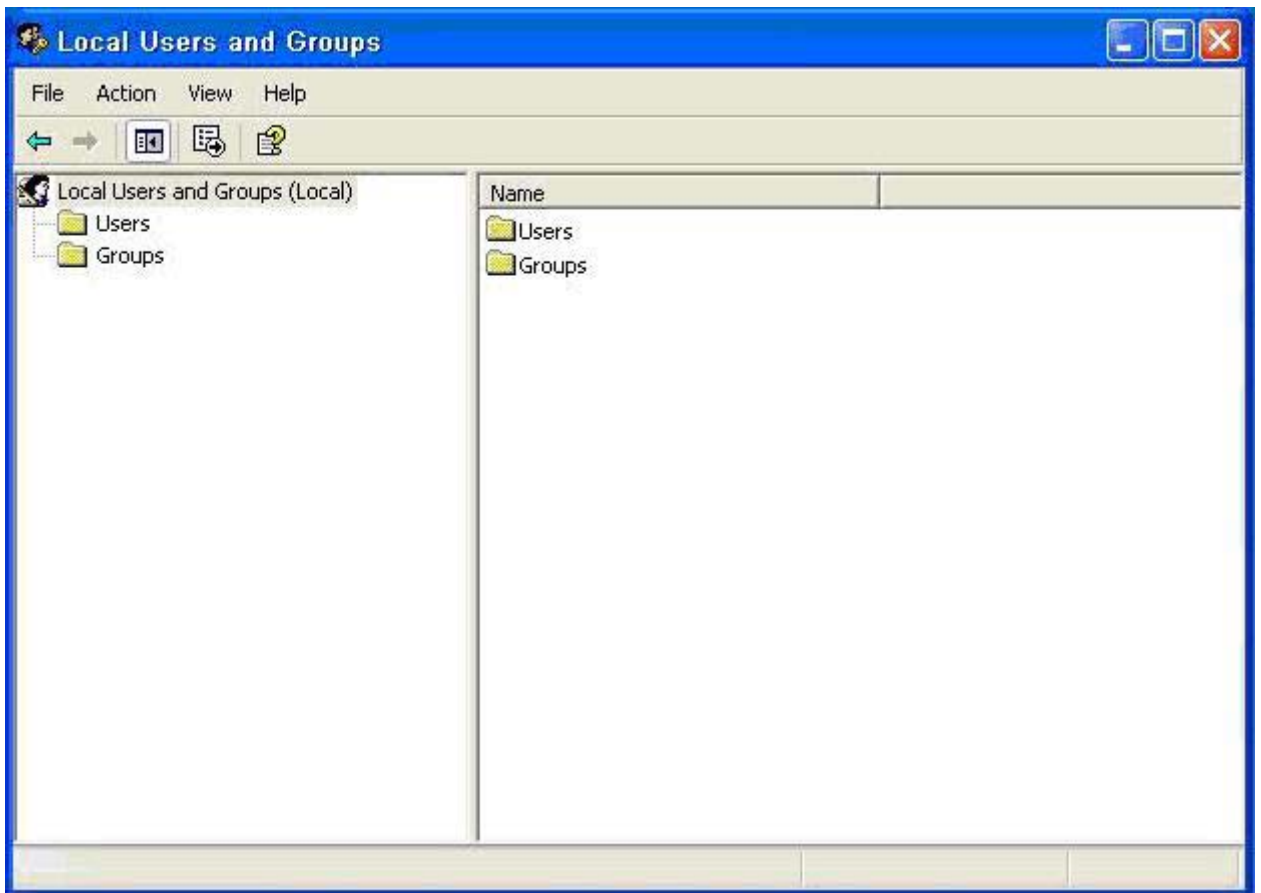 Local Users and Groups
File Action View Help
Local Users and Groups (Local)
Users
Groups
Name
Users
Groups